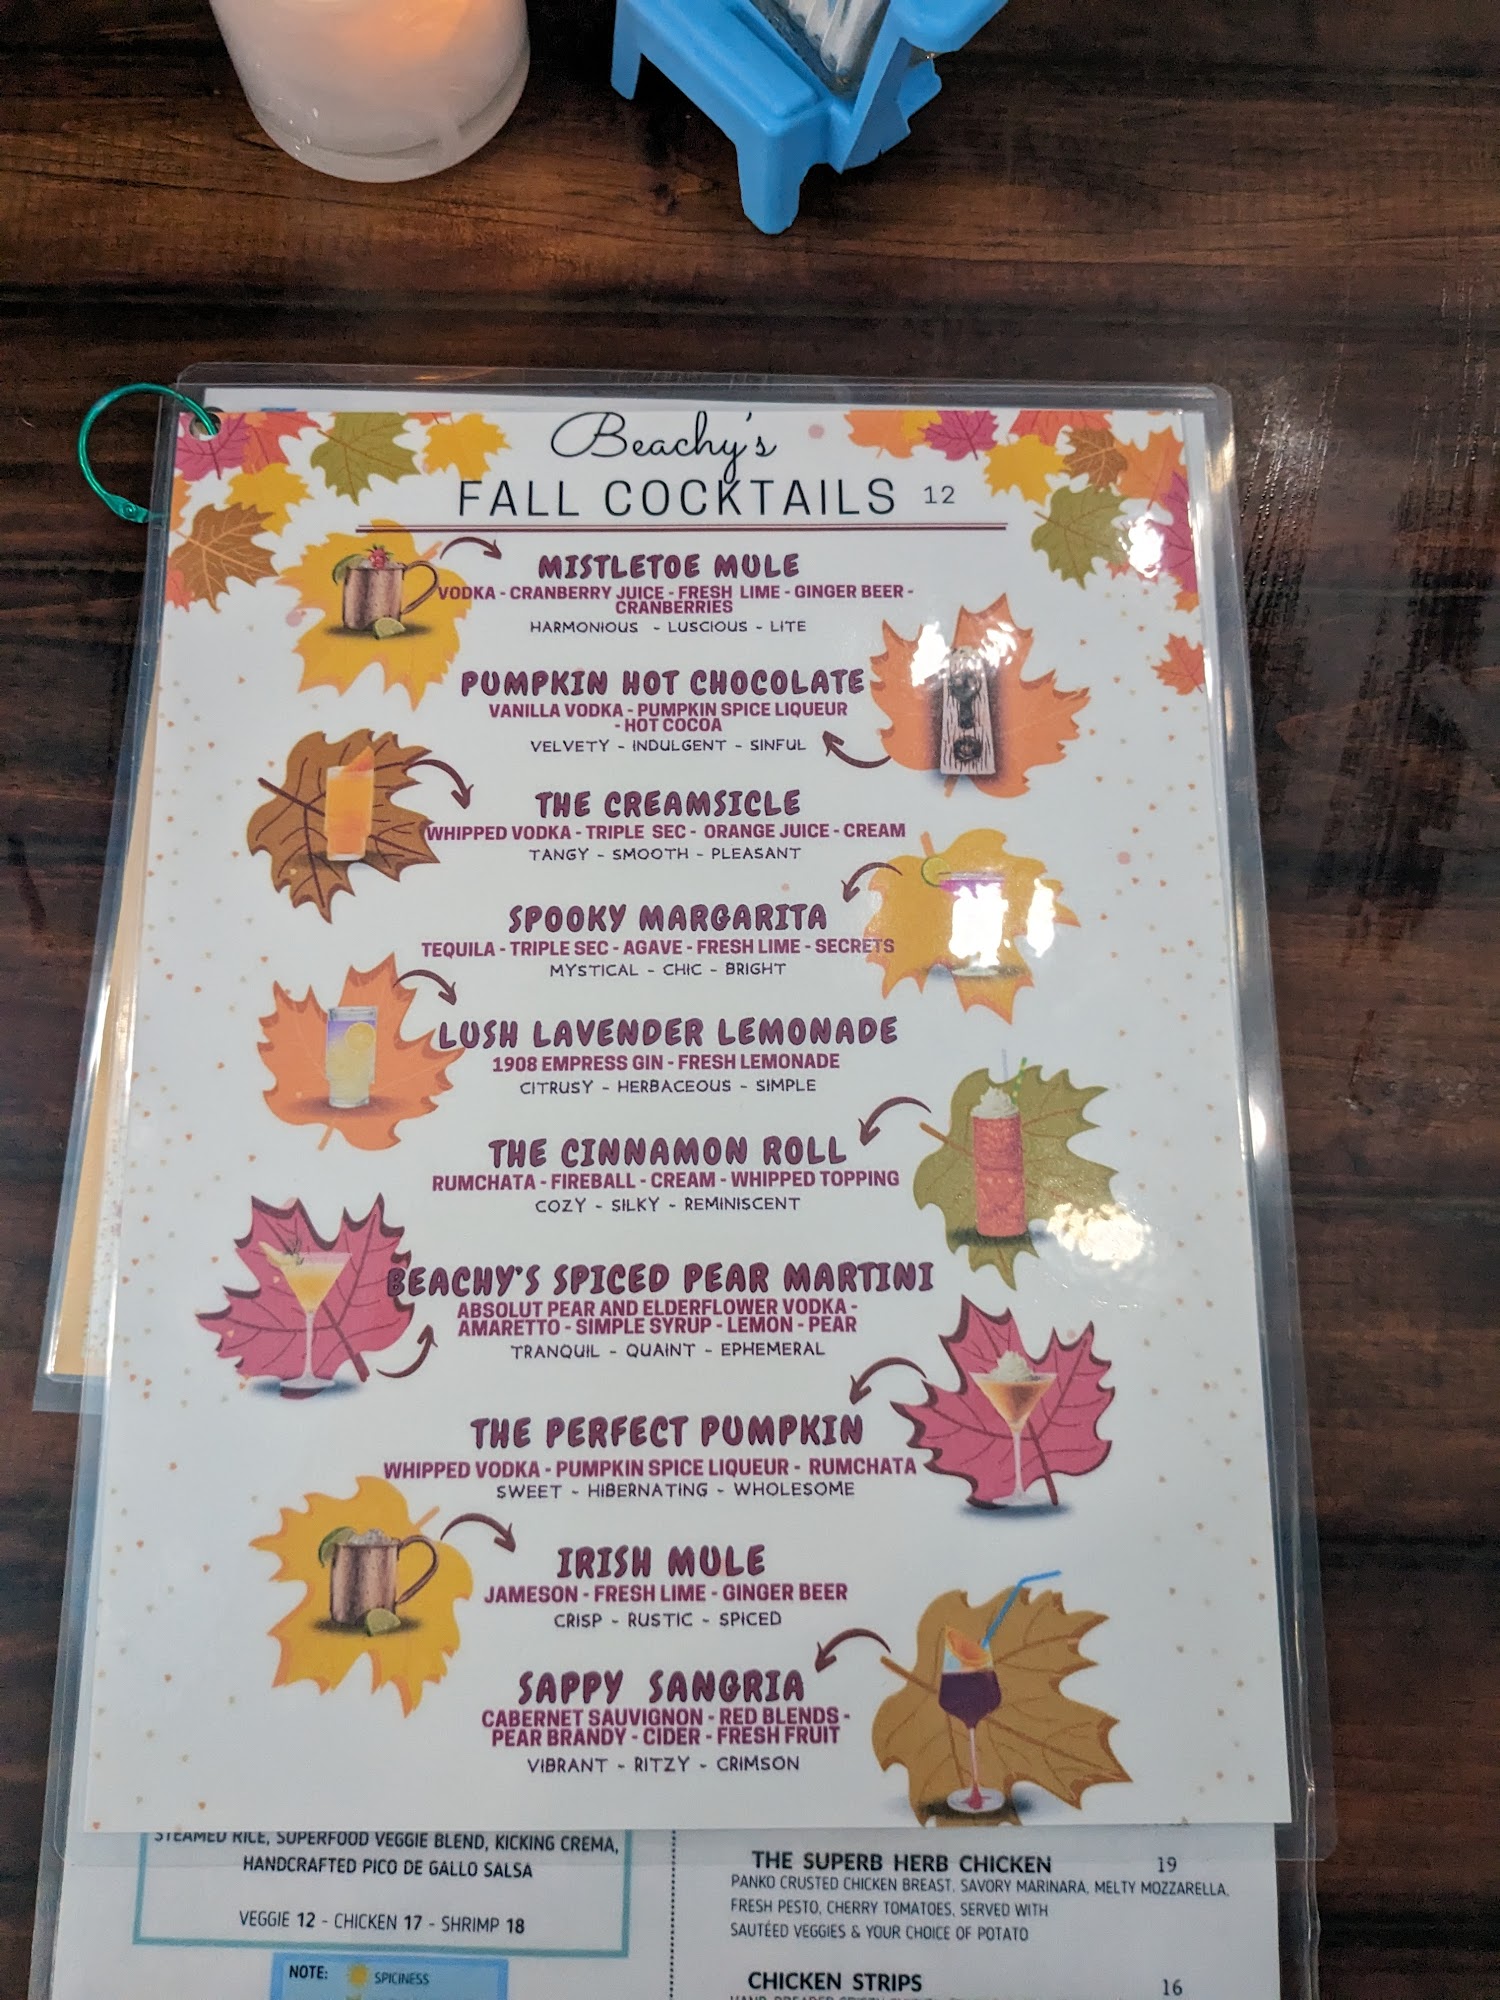 Beachy's
FALL COCKTAILS 12
MISTLETOE MULE
VODKA - CRANBERRY JUICE - FRESH LIME - GINGER BEER -
CRANBERRIES
HARMONIOUS - LUSCIOUS - LITE
PUMPKIN HOT CHOCOLATE
VANILLA VODKA - PUMPKIN SPICE LIQUEUR
- HOT COCOA
VELVETY - INDULGENT - SINFUL
THE CREAMSICLE
WHIPPED VODKA - TRIPLE SEC - ORANGE JUICE - CREAM
TANGY - SMOOTH - PLEASANT
SPOOKY MARGARITA
TEQUILA - TRIPLE SEC - AGAVE - FRESH LIME - SECRETS
MYSTICAL - CHIC - BRIGHT
LUSH LAVENDER LEMONADE
1908 EMPRESS GIN - FRESH LEMONADE
CITRUSY - HERBACEOUS - SIMPLE
THE CINNAMON ROLL
RUMCHATA - FIREBALL - CREAM - WHIPPED TOPPING
COZY - SILKY - REMINISCENT
BEACHY'S SPICED PEAR MARTINI
ABSOLUT PEAR AND ELDERFLOWER VODKA -
AMARETTO - SIMPLE SYRUP - LEMON - PEAR
TRANQUIL - QUAINT - EPHEMERAL
THE PERFECT PUMPKIN
WHIPPED VODKA - PUMPKIN SPICE LIQUEUR - RUMCHATA
SWEET - HIBERNATING - WHOLESOME
IRISH MULE
JAMESON - FRESH LIME - GINGER BEER
CRISP - RUSTIC - SPICED
SAPPY SANGRIA
CABERNET SAUVIGNON - RED BLENDS -
PEAR BRANDY - CIDER - FRESH FRUIT
VIBRANT - RITZY - CRIMSON
STEAMED RICE, SUPERFOOD VEGGIE BLEND, KICKING CREMA,
HANDCRAFTED PICO DE GALLO SALSA
VEGGIE 12 - CHICKEN 17 - SHRIMP 18
NOTE: SPICINESS
THE SUPERB HERB CHICKEN 19
PANKO CRUSTED CHICKEN BREAST, SAVORY MARINARA, MELTY MOZZARELLA,
FRESH PESTO, CHERRY TOMATOES, SERVED WITH
SAUTÉED VEGGIES & YOUR CHOICE OF POTATO
CHICKEN STRIPS 16